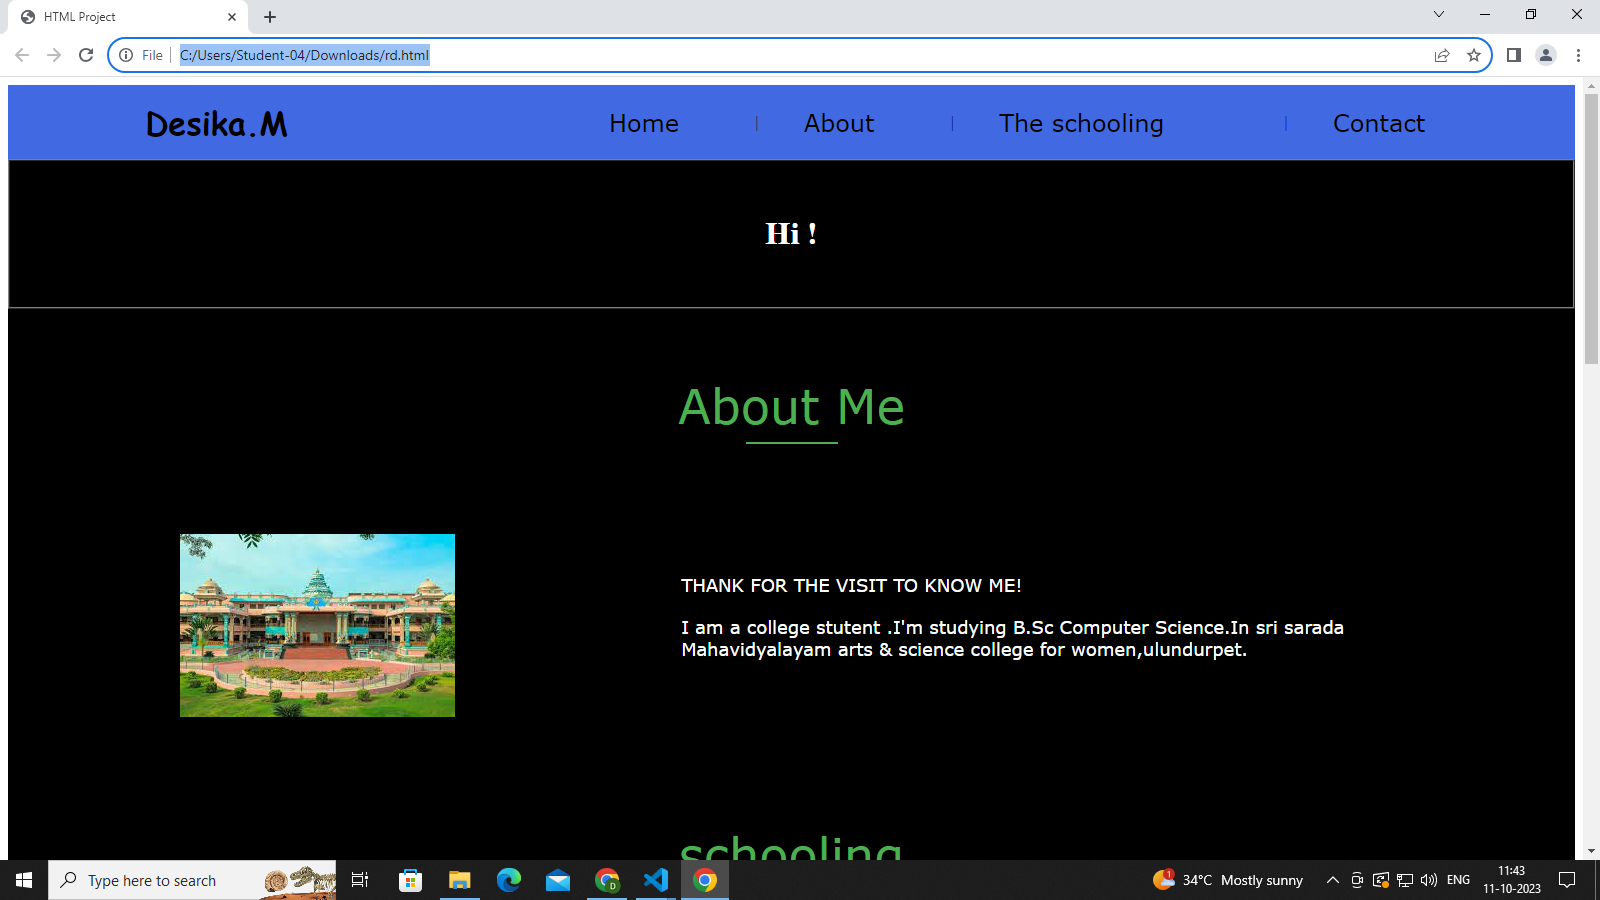 HTML Project
File
C:/Users/Student-04/Downloads/rd.html
Desika.M
Home
About
The schooling
Contact
Hi !
About Me
THANK FOR THE VISIT TO KNOW ME!
I am a college stutent .I'm studying B.Sc Computer Science.In sri sarada
Mahavidyalayam arts & science college for women,ulundurpet.
schooling
Type here to search
D
1
34°C Mostly sunny
ENG
11:43
11-10-2023